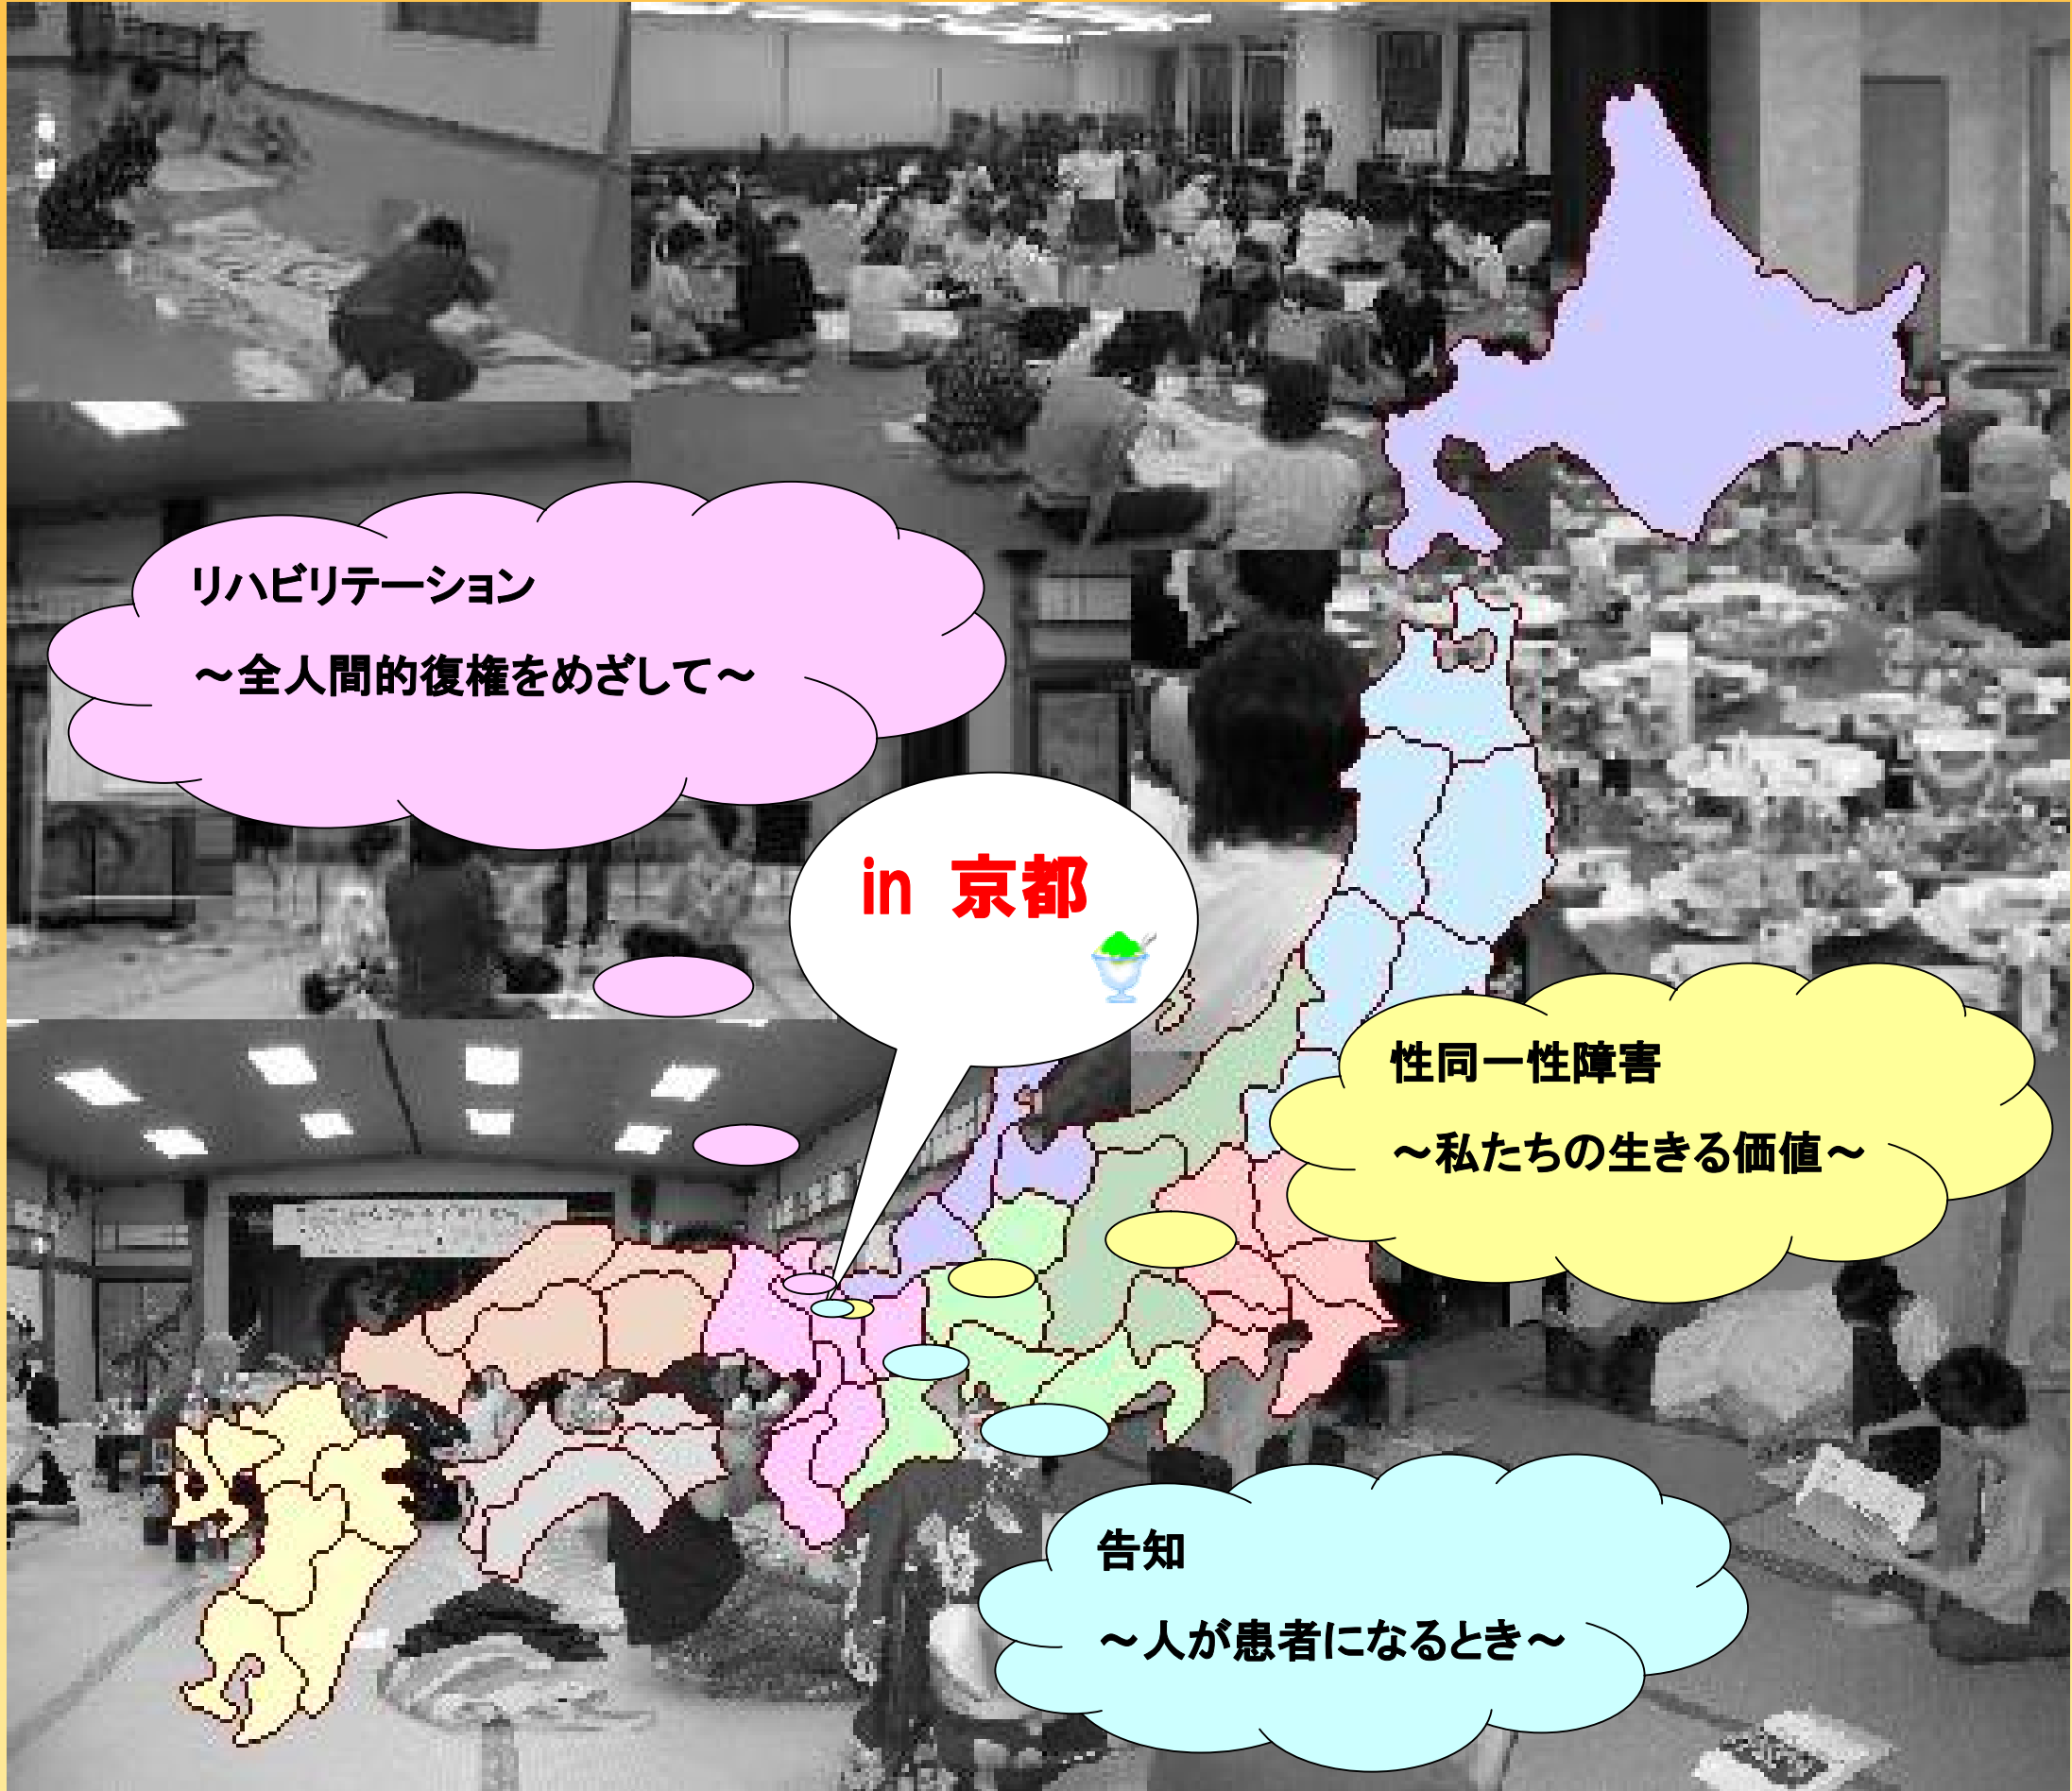 リハビリテーション
～全人間的復権をめざして～
in 京都
性同一性障害
～私たちの生きる価値～
告知
～人が患者になるとき～